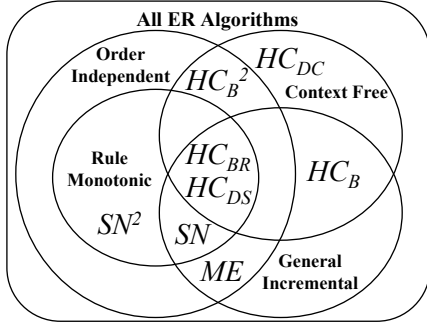 All ER Algorithms
Order
Independent
HC_B^2
HC_DC
Context Free
Rule
Monotonic
HC_BR
HC_DS
HC_B
SN^2
SN
ME
General
Incremental